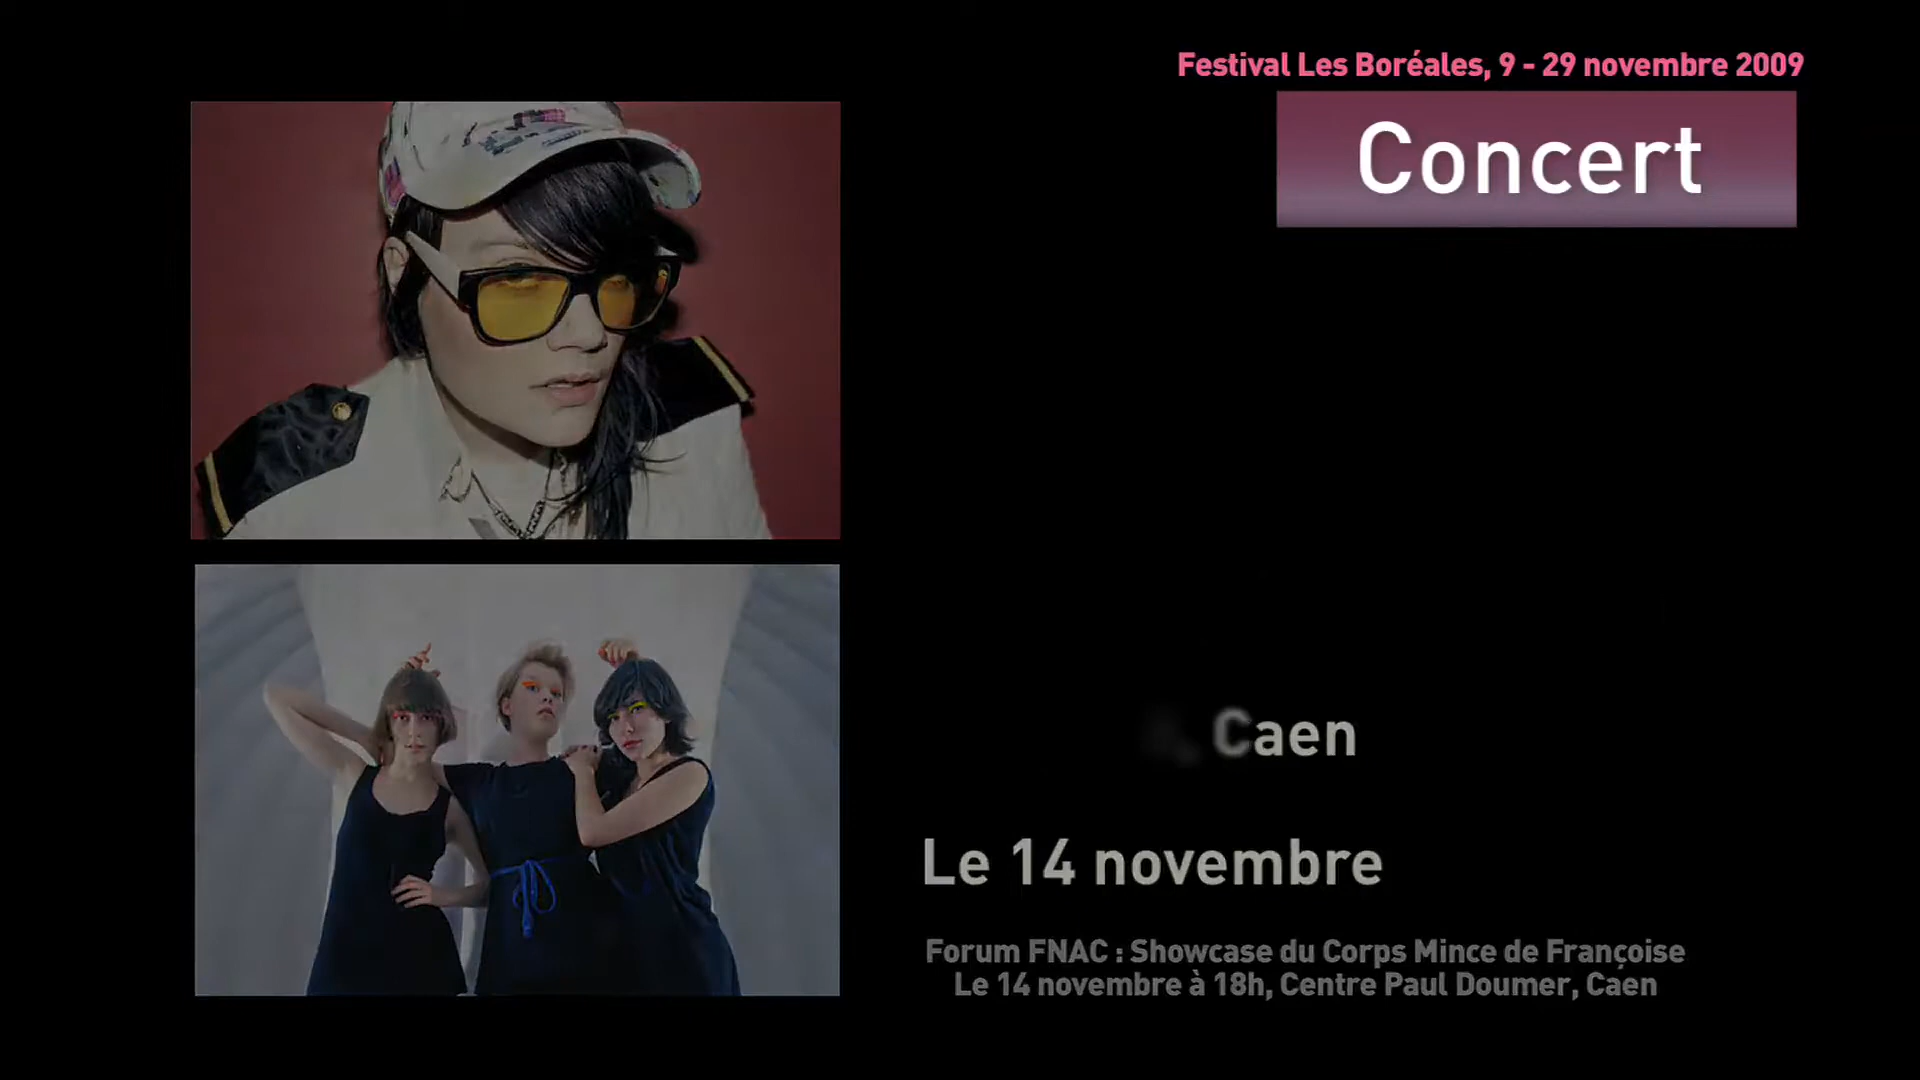 Festival Les Boréales, 9 - 29 novembre 2009
Concert
Caen
Le 14 novembre
Forum FNAC : Showcase du Corps Mince de Françoise
Le 14 novembre à 18h, Centre Paul Doumer, Caen